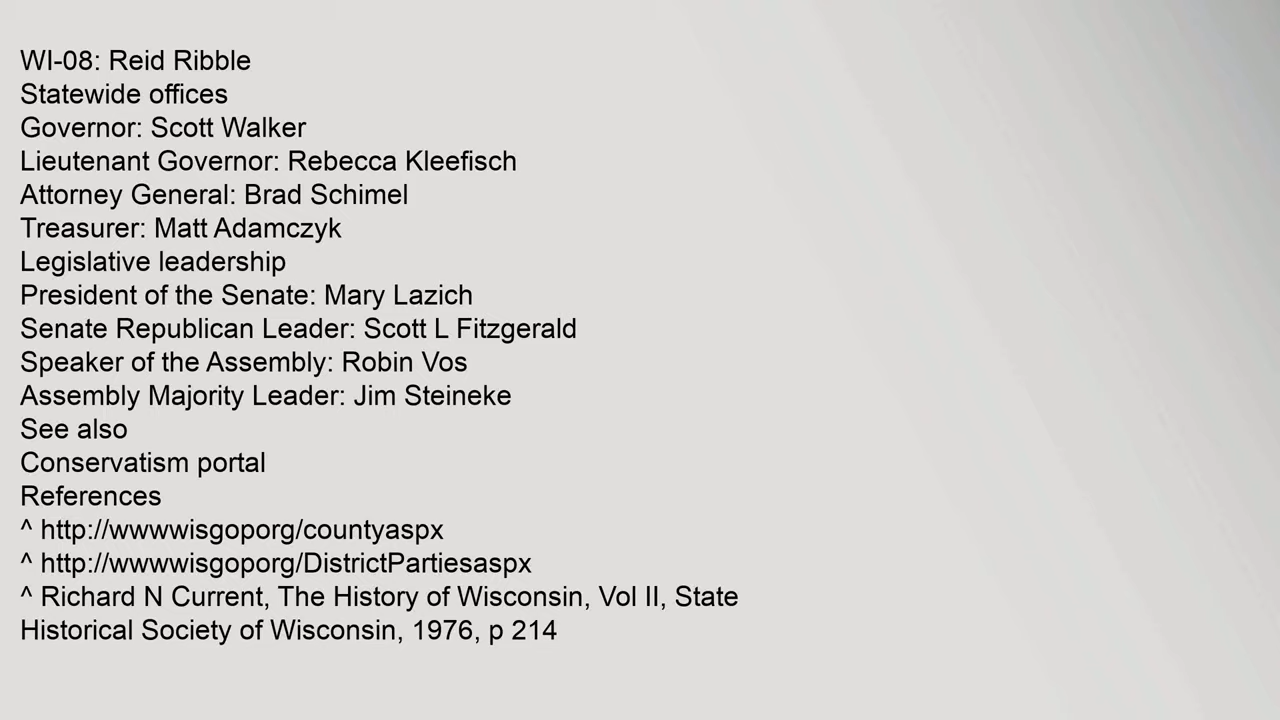 WI-08: Reid Ribble
Statewide offices
Governor: Scott Walker
Lieutenant Governor: Rebecca Kleefisch
Attorney General: Brad Schimel
Treasurer: Matt Adamczyk
Legislative leadership
President of the Senate: Mary Lazich
Senate Republican Leader: Scott L Fitzgerald
Speaker of the Assembly: Robin Vos
Assembly Majority Leader: Jim Steineke
See also
Conservatism portal
References
^ http://wwwwisgoporg/countyaspx
^ http://wwwwisgoporg/DistrictPartiesaspx
^ Richard N Current, The History of Wisconsin, Vol II, State
Historical Society of Wisconsin, 1976, p 214